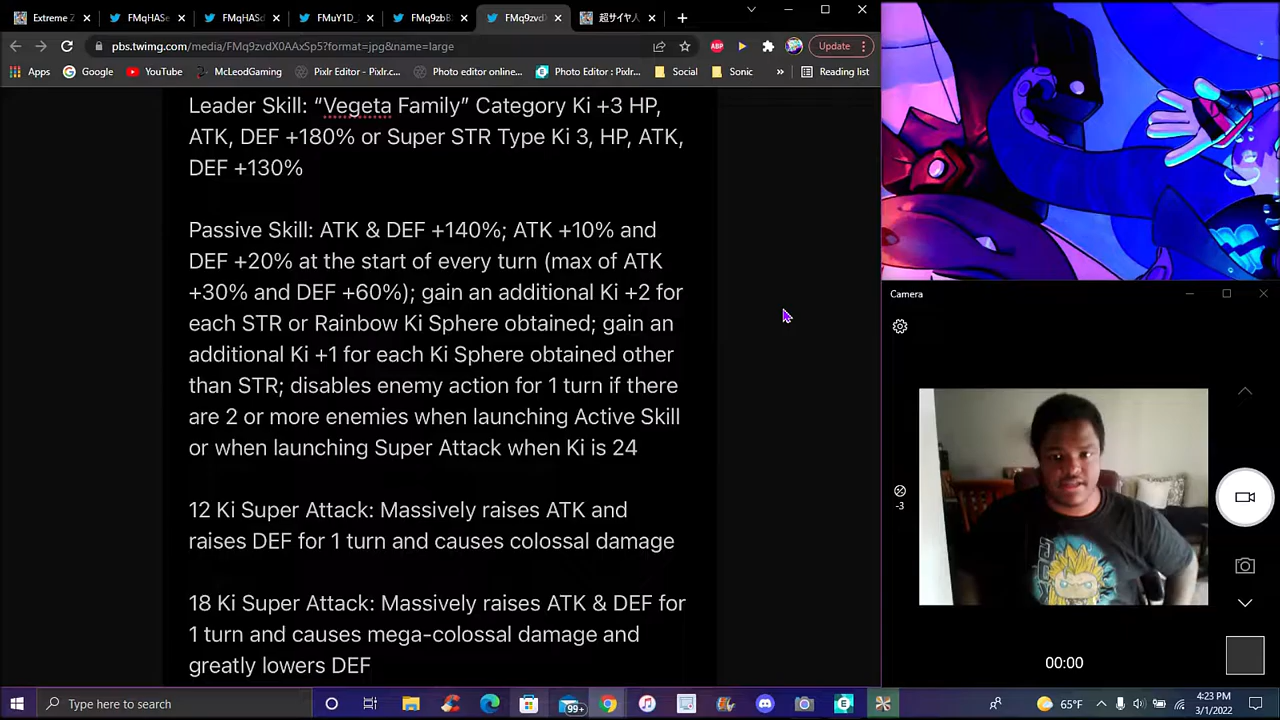 Extreme Z
FMqHASe
FMqHASc
FMuY1D_
FMq9zbB
FMq9zvd
超サイヤ人
pbs.twimg.com/media/FMq9zvdX0AAxSp5?format=jpg&name=large
ABP
Update
Apps
Google
YouTube
McLeodGaming
Pixlr Editor - Pixlr.c...
Photo editor online...
Photo Editor : Pixlr...
Social
Sonic
»
Reading list
Leader Skill: “Vegeta Family” Category Ki +3 HP,
ATK, DEF +180% or Super STR Type Ki 3, HP, ATK,
DEF +130%
Passive Skill: ATK & DEF +140%; ATK +10% and
DEF +20% at the start of every turn (max of ATK
+30% and DEF +60%); gain an additional Ki +2 for
each STR or Rainbow Ki Sphere obtained; gain an
additional Ki +1 for each Ki Sphere obtained other
than STR; disables enemy action for 1 turn if there
are 2 or more enemies when launching Active Skill
or when launching Super Attack when Ki is 24
12 Ki Super Attack: Massively raises ATK and
raises DEF for 1 turn and causes colossal damage
18 Ki Super Attack: Massively raises ATK & DEF for
1 turn and causes mega-colossal damage and
greatly lowers DEF
Camera
-3
00:00
Type here to search
99+
65°F
4:23 PM
3/1/2022